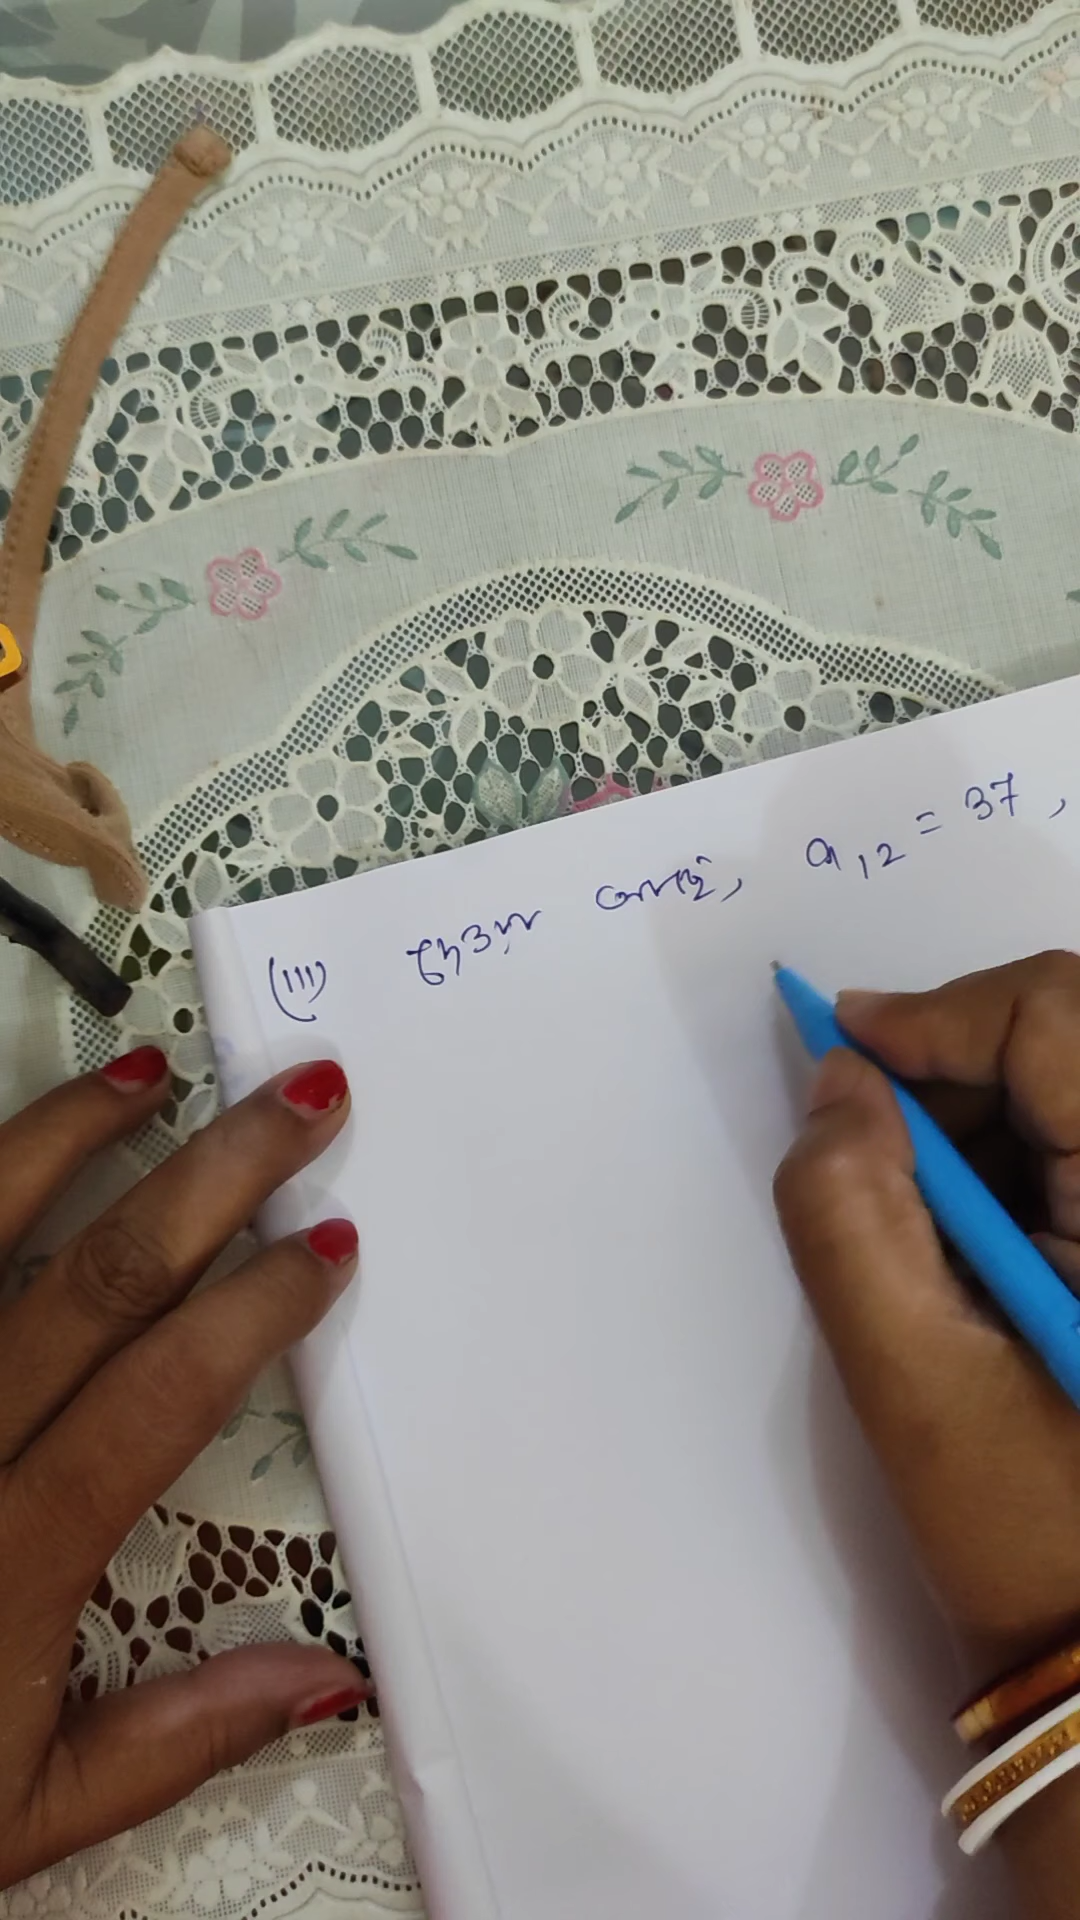 (iii) দেওয়া আছে, a₁₂ = 37,